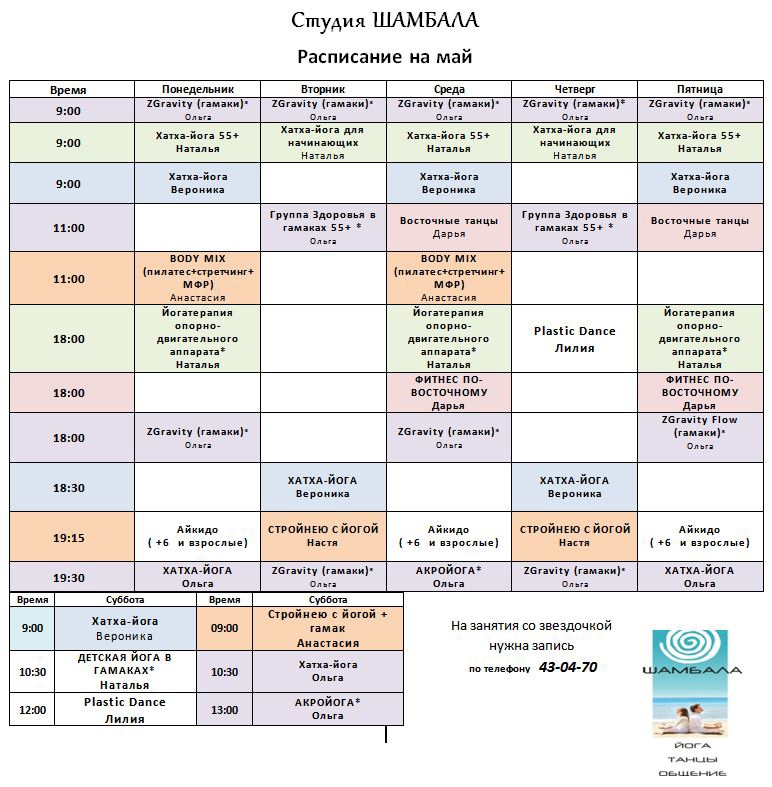 Студия ШАМБАЛА
Расписание на май
Время Понедельник Вторник Среда Четверг Пятница
9:00 ZGravity (гамаки)* Ольга ZGravity (гамаки)* Ольга ZGravity (гамаки)* Ольга ZGravity (гамаки)* Ольга ZGravity (гамаки)* Ольга
9:00 Хатха-йога 55+ Наталья Хатха-йога для начинающих Наталья Хатха-йога 55+ Наталья Хатха-йога для начинающих Наталья Хатха-йога 55+ Наталья
9:00 Хатха-йога Вероника Хатха-йога Вероника Хатха-йога Вероника
11:00 Группа Здоровья в гамаках 55+ * Ольга Восточные танцы Дарья Группа Здоровья в гамаках 55+ * Ольга Восточные танцы Дарья
11:00 BODY MIX (пилатес+стретчинг+ МФР) Анастасия BODY MIX (пилатес+стретчинг+ МФР) Анастасия
18:00 Йогатерапия опорно-двигательного аппарата* Наталья Йогатерапия опорно-двигательного аппарата* Наталья Plastic Dance Лилия Йогатерапия опорно-двигательного аппарата* Наталья
18:00 ФИТНЕС ПО-ВОСТОЧНОМУ Дарья ФИТНЕС ПО-ВОСТОЧНОМУ Дарья
18:00 ZGravity (гамаки)* Ольга ZGravity (гамаки)* Ольга ZGravity Flow (гамаки)* Ольга
18:30 ХАТХА-ЙОГА Вероника ХАТХА-ЙОГА Вероника
19:15 Айкидо ( +6 и взрослые) СТРОЙНЕЮ С ЙОГОЙ Настя Айкидо ( +6 и взрослые) СТРОЙНЕЮ С ЙОГОЙ Настя Айкидо ( +6 и взрослые)
19:30 ХАТХА-ЙОГА Ольга ZGravity (гамаки)* Ольга АКРОЙОГА* Ольга ZGravity (гамаки)* Ольга ХАТХА-ЙОГА Ольга
Время Суббота Время Суббота
9:00 Хатха-йога Вероника 09:00 Стройнею с йогой + гамак Анастасия
10:30 ДЕТСКАЯ ЙОГА В ГАМАКАХ* Наталья 10:30 Хатха-йога Ольга
12:00 Plastic Dance Лилия 13:00 АКРОЙОГА* Ольга
На занятия со звездочкой
нужна запись
по телефону 43-04-70
ШАМБАЛА
ЙОГА
ТАНЦЫ
ОБЩЕНИЕ